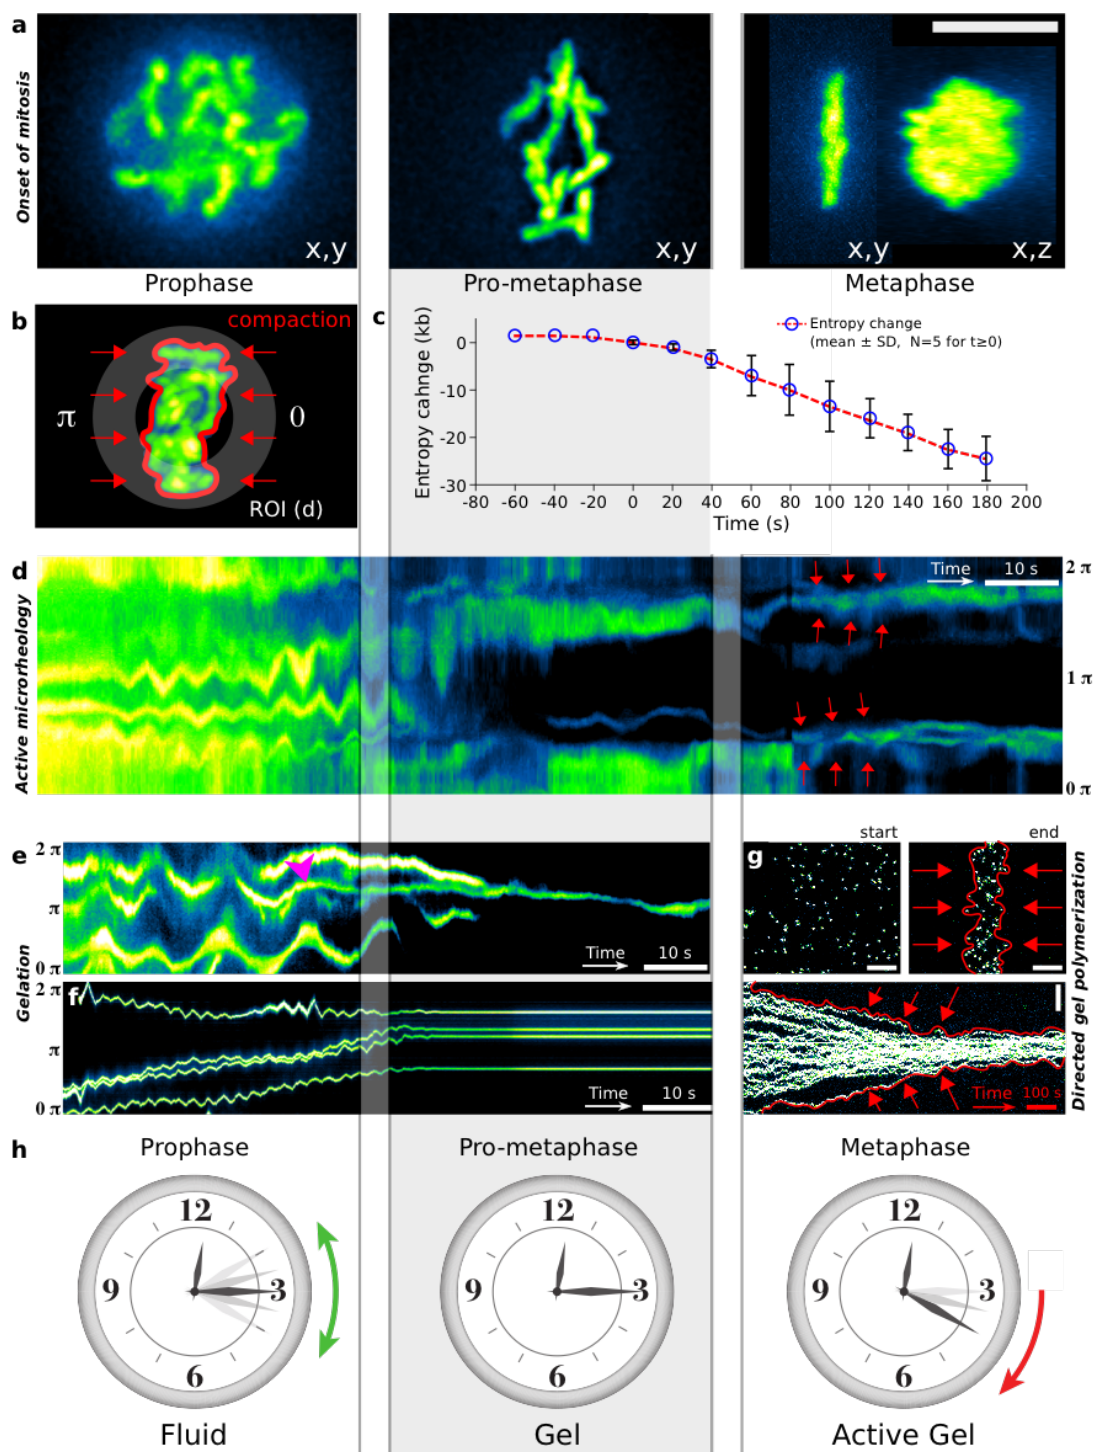 a
Onset of mitosis
x,y
x,y
x,y
x,z
Prophase
Pro-metaphase
Metaphase
b
compaction
π
0
ROI (d)
c
Entropy cahnge (kb)
0
-10
-20
-30
-80 -60 -40 -20 0 20 40 60 80 100 120 140 160 180 200
Time (s)
Entropy change
(mean ± SD, N=5 for t≥0)
d
Active microrheology
Time
10 s
2 π
1 π
0 π
e
Gelation
2 π
π
0 π
Time
10 s
f
2 π
π
0 π
Time
10 s
g
start
end
Directed gel polymerization
Time
100 s
h
Prophase
Pro-metaphase
Metaphase
12
9
3
6
12
9
3
6
12
9
3
6
Fluid
Gel
Active Gel